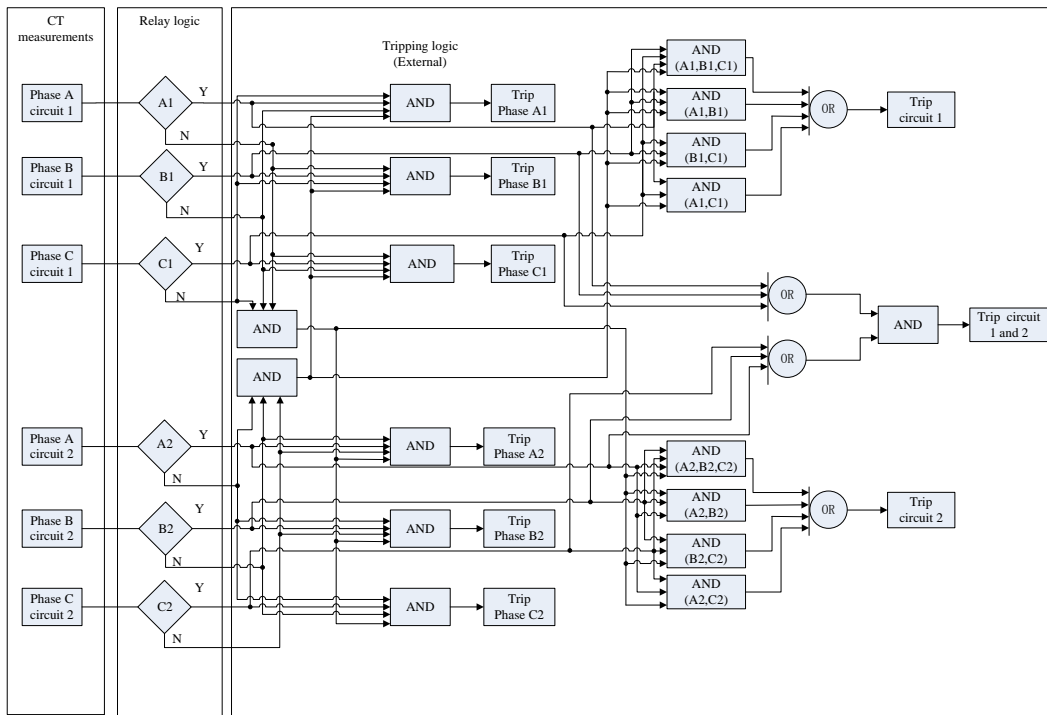 CT
measurements
Relay logic
Tripping logic
(External)
Phase A
circuit 1
A1
Y
N
AND
Trip
Phase A1
AND
(A1,B1,C1)
AND
(A1,B1)
OR
Trip
circuit 1
Phase B
circuit 1
B1
Y
N
AND
Trip
Phase B1
AND
(B1,C1)
AND
(A1,C1)
Phase C
circuit 1
C1
Y
N
AND
Trip
Phase C1
OR
AND
AND
Trip circuit
1 and 2
OR
AND
Phase A
circuit 2
A2
Y
N
AND
Trip
Phase A2
AND
(A2,B2,C2)
AND
(A2,B2)
OR
Trip
circuit 2
Phase B
circuit 2
B2
Y
N
AND
Trip
Phase B2
AND
(B2,C2)
AND
(A2,C2)
Phase C
circuit 2
C2
Y
N
AND
Trip
Phase C2